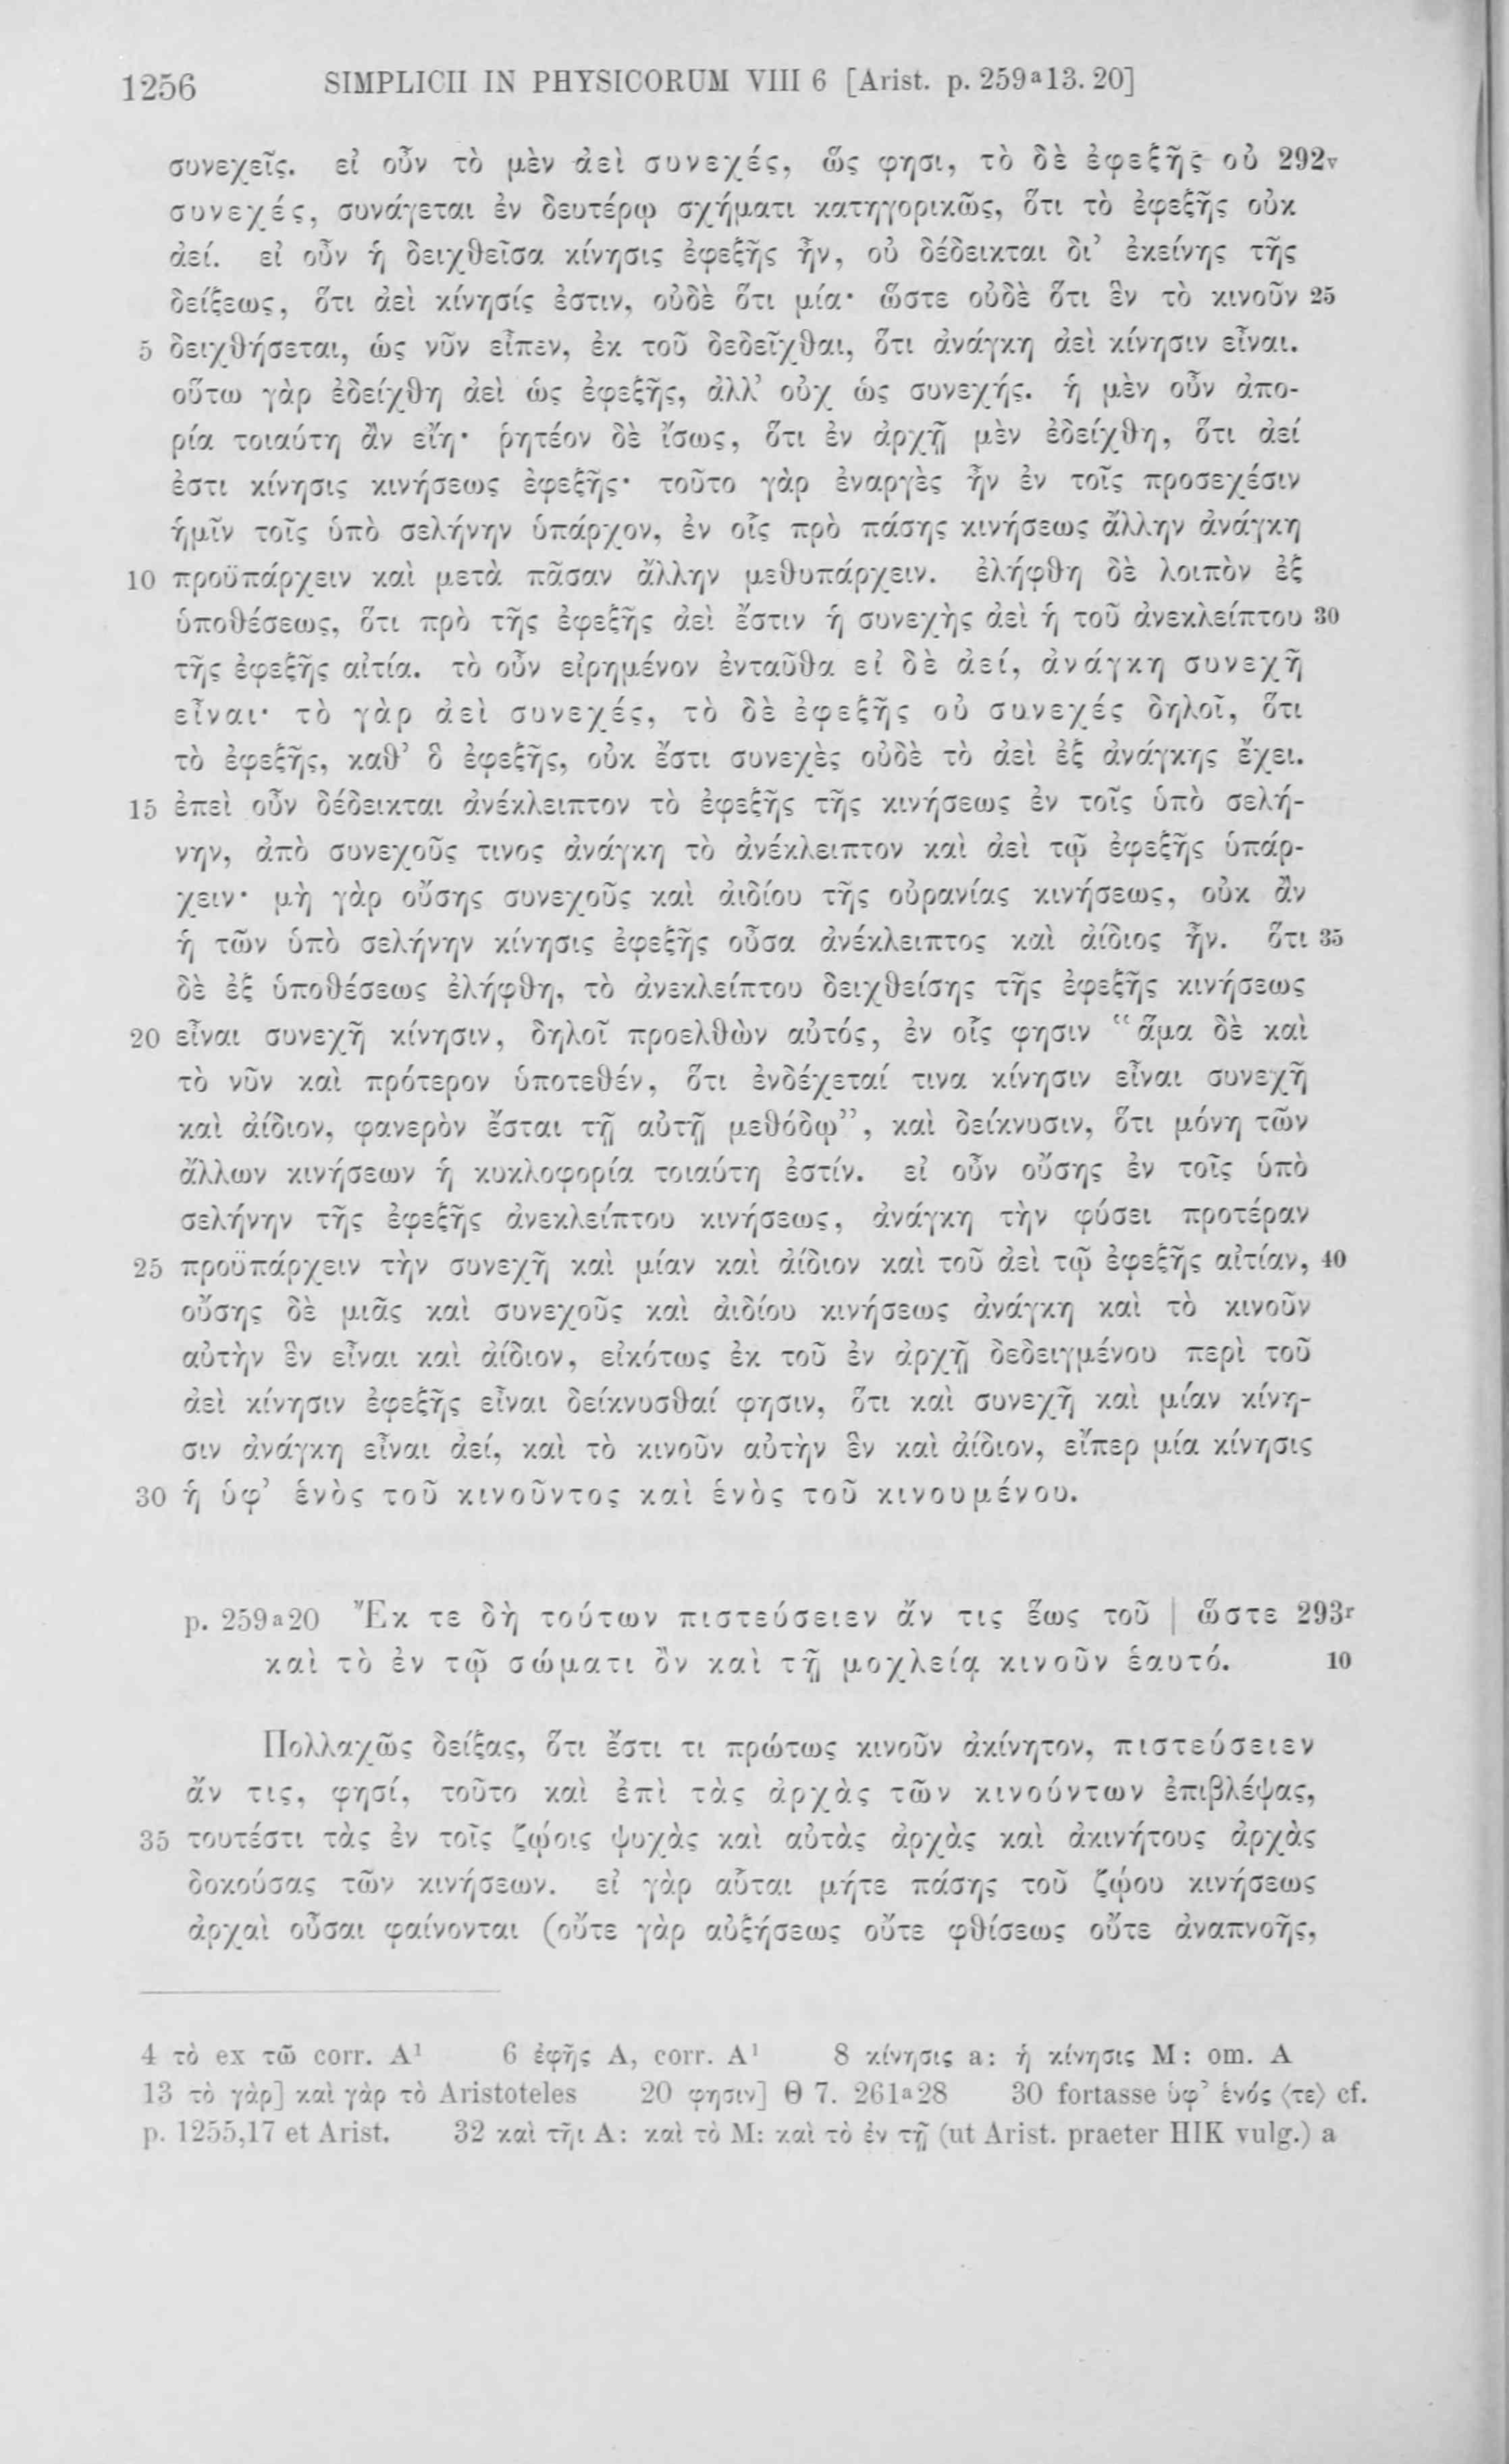 1256 SIMPLICII IN PHYSICORUM VIII 6 [Arist. p. 259ᵃ13. 20]
συνεχεῖς. εἰ οὖν τὸ μὲν ἀεὶ συνεχές, ὥς φησι, τὸ δὲ ἐφεξῆς οὐ 292v
συνεχές, συνάγεται ἐν δευτέρῳ σχήματι κατηγορικῶς, ὅτι τὸ ἐφεξῆς οὐκ
ἀεί. εἰ οὖν ἡ δειχθεῖσα κίνησις ἐφεξῆς ἦν, οὐ δέδεικται δι' ἐκείνης τῆς
δείξεως, ὅτι ἀεὶ κίνησίς ἐστιν, οὐδὲ ὅτι μία· ὥστε οὐδὲ ὅτι ἓν τὸ κινοῦν 25
5 δειχθήσεται, ὡς νῦν εἶπεν, ἐκ τοῦ δεδεῖχθαι, ὅτι ἀνάγκη ἀεὶ κίνησιν εἶναι.
οὕτω γὰρ ἐδείχθη ἀεὶ ὡς ἐφεξῆς, ἀλλ' οὐχ ὡς συνεχής. ἡ μὲν οὖν ἀπο-
ρία τοιαύτη ἂν εἴη· ῥητέον δὲ ἴσως, ὅτι ἐν ἀρχῇ μὲν ἐδείχθη, ὅτι ἀεί
ἐστι κίνησις κινήσεως ἐφεξῆς· τοῦτο γὰρ ἐναργὲς ἦν ἐν τοῖς προσεχέσιν
ἡμῖν τοῖς ὑπὸ σελήνην ὑπάρχον, ἐν οἷς πρὸ πάσης κινήσεως ἄλλην ἀνάγκη
10 προϋπάρχειν καὶ μετὰ πᾶσαν ἄλλην μεθυπάρχειν. ἐλήφθη δὲ λοιπὸν ἐξ
ὑποθέσεως, ὅτι πρὸ τῆς ἐφεξῆς ἀεὶ ἔστιν ἡ συνεχὴς ἀεὶ ἡ τοῦ ἀνεκλείπτου 30
τῆς ἐφεξῆς αἰτία. τὸ οὖν εἰρημένον ἐνταῦθα εἰ δὲ ἀεί, ἀνάγκη συνεχῆ
εἶναι· τὸ γὰρ ἀεὶ συνεχές, τὸ δὲ ἐφεξῆς οὐ συνεχές δηλοῖ, ὅτι
τὸ ἐφεξῆς, καθ' ὃ ἐφεξῆς, οὐκ ἔστι συνεχὲς οὐδὲ τὸ ἀεὶ ἐξ ἀνάγκης ἔχει.
15 ἐπεὶ οὖν δέδεικται ἀνέκλειπτον τὸ ἐφεξῆς τῆς κινήσεως ἐν τοῖς ὑπὸ σελή-
νην, ἀπὸ συνεχοῦς τινος ἀνάγκη τὸ ἀνέκλειπτον καὶ ἀεὶ τῷ ἐφεξῆς ὑπάρ-
χειν· μὴ γὰρ οὔσης συνεχοῦς καὶ ἀιδίου τῆς οὐρανίας κινήσεως, οὐκ ἂν
ἡ τῶν ὑπὸ σελήνην κίνησις ἐφεξῆς οὖσα ἀνέκλειπτος καὶ ἀίδιος ἦν. ὅτι 35
δὲ ἐξ ὑποθέσεως ἐλήφθη, τὸ ἀνεκλείπτου δειχθείσης τῆς ἐφεξῆς κινήσεως
20 εἶναι συνεχῆ κίνησιν, δηλοῖ προελθὼν αὐτός, ἐν οἷς φησιν “ἅμα δὲ καὶ
τὸ νῦν καὶ πρότερον ὑποτεθέν, ὅτι ἐνδέχεταί τινα κίνησιν εἶναι συνεχῆ
καὶ ἀίδιον, φανερὸν ἔσται τῇ αὐτῇ μεθόδῳ”, καὶ δείκνυσιν, ὅτι μόνη τῶν
ἄλλων κινήσεων ἡ κυκλοφορία τοιαύτη ἐστίν. εἰ οὖν οὔσης ἐν τοῖς ὑπὸ
σελήνην τῆς ἐφεξῆς ἀνεκλείπτου κινήσεως, ἀνάγκη τὴν φύσει προτέραν
25 προϋπάρχειν τὴν συνεχῆ καὶ μίαν καὶ ἀίδιον καὶ τοῦ ἀεὶ τῷ ἐφεξῆς αἰτίαν, 40
οὔσης δὲ μιᾶς καὶ συνεχοῦς καὶ ἀιδίου κινήσεως ἀνάγκη καὶ τὸ κινοῦν
αὐτὴν ἓν εἶναι καὶ ἀίδιον, εἰκότως ἐκ τοῦ ἐν ἀρχῇ δεδειγμένου περὶ τοῦ
ἀεὶ κίνησιν ἐφεξῆς εἶναι δείκνυσθαί φησιν, ὅτι καὶ συνεχῆ καὶ μίαν κίνη-
σιν ἀνάγκη εἶναι ἀεί, καὶ τὸ κινοῦν αὐτὴν ἓν καὶ ἀίδιον, εἴπερ μία κίνησις
30 ἡ ὑφ' ἑνὸς τοῦ κινοῦντος καὶ ἑνὸς τοῦ κινουμένου.
p. 259ᵃ20 Ἔκ τε δὴ τούτων πιστεύσειεν ἄν τις ἕως τοῦ | ὥστε 293r
καὶ τὸ ἐν τῷ σώματι ὂν καὶ τῇ μοχλείᾳ κινοῦν ἑαυτό. 10
Πολλαχῶς δείξας, ὅτι ἔστι τι πρώτως κινοῦν ἀκίνητον, πιστεύσειεν
ἄν τις, φησί, τοῦτο καὶ ἐπὶ τὰς ἀρχὰς τῶν κινούντων ἐπιβλέψας,
35 τουτέστι τὰς ἐν τοῖς ζῴοις ψυχὰς καὶ αὐτὰς ἀρχὰς καὶ ἀκινήτους ἀρχὰς
δοκούσας τῶν κινήσεων. εἰ γὰρ αὗται μήτε πάσης τοῦ ζῴου κινήσεως
ἀρχαὶ οὖσαι φαίνονται (οὔτε γὰρ αὐξήσεως οὔτε φθίσεως οὔτε ἀναπνοῆς,
4 τὸ ex τῶ corr. A¹ 6 ἐφῆς A, corr. A¹ 8 κίνησις a: ἡ κίνησις M: om. A
13 τὸ γὰρ] καὶ γὰρ τὸ Aristoteles 20 φησιν] Θ 7. 261ᵃ28 30 fortasse ὑφ' ἑνός ⟨τε⟩ cf.
p. 1255,17 et Arist. 32 καὶ τῆι A: καὶ τὸ M: καὶ τὸ ἐν τῇ (ut Arist. praeter HIK vulg.) a